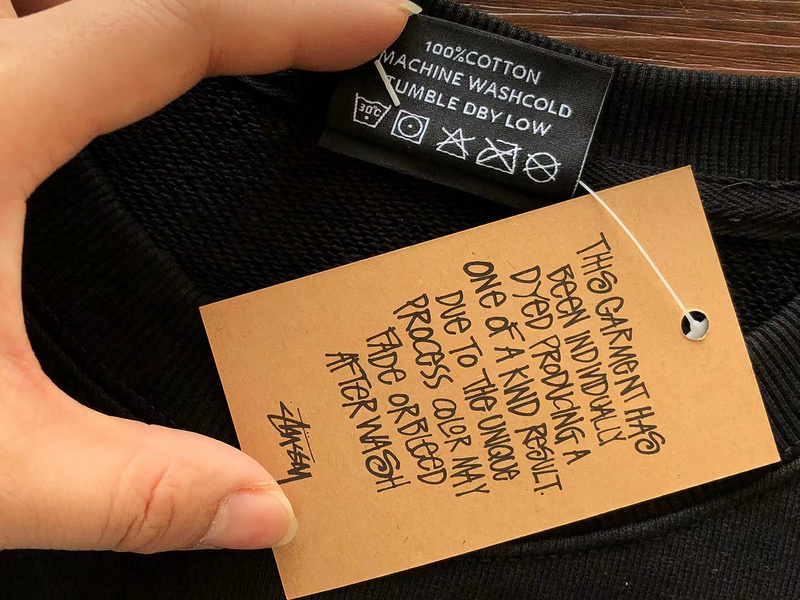 100%COTTON
MACHINE WASHCOLD
TUMBLE DBY LOW
30°C
THIS GARMENT HAS
BEEN INDIVIDUALLY
DYED PRODUCING A
ONE OF A KIND RESULT.
DUE TO THE UNIQUE
PROCESS COLOR MAY
FADE OR BLEED
AFTER WASH
STÜSSY